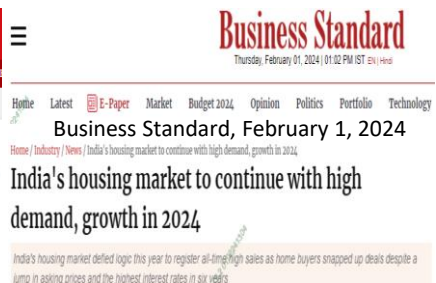 Business Standard
Thursday, February 01, 2024 | 01:02 PM IST EN | Hindi
Home Latest E-Paper Market Budget 2024 Opinion Politics Portfolio Technology
Business Standard, February 1, 2024
Home / Industry / News / India's housing market to continue with high demand, growth in 2024
India's housing market to continue with high
demand, growth in 2024
India's housing market defied logic this year to register all-time high sales as home buyers snapped up deals despite a
jump in asking prices and the highest interest rates in six years